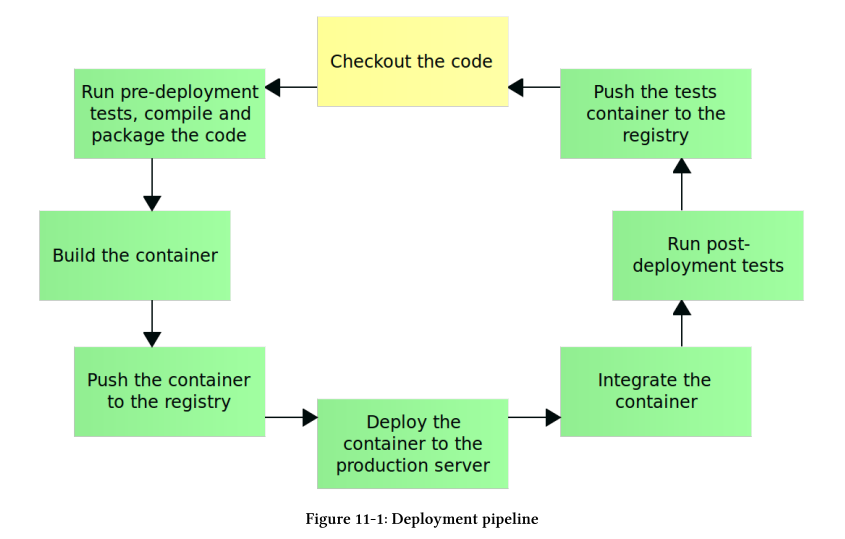 Checkout the code
Run pre-deployment
tests, compile and
package the code
Build the container
Push the container
to the registry
Deploy the
container to the
production server
Integrate the
container
Run post-
deployment tests
Push the tests
container to the
registry
Figure 11-1: Deployment pipeline